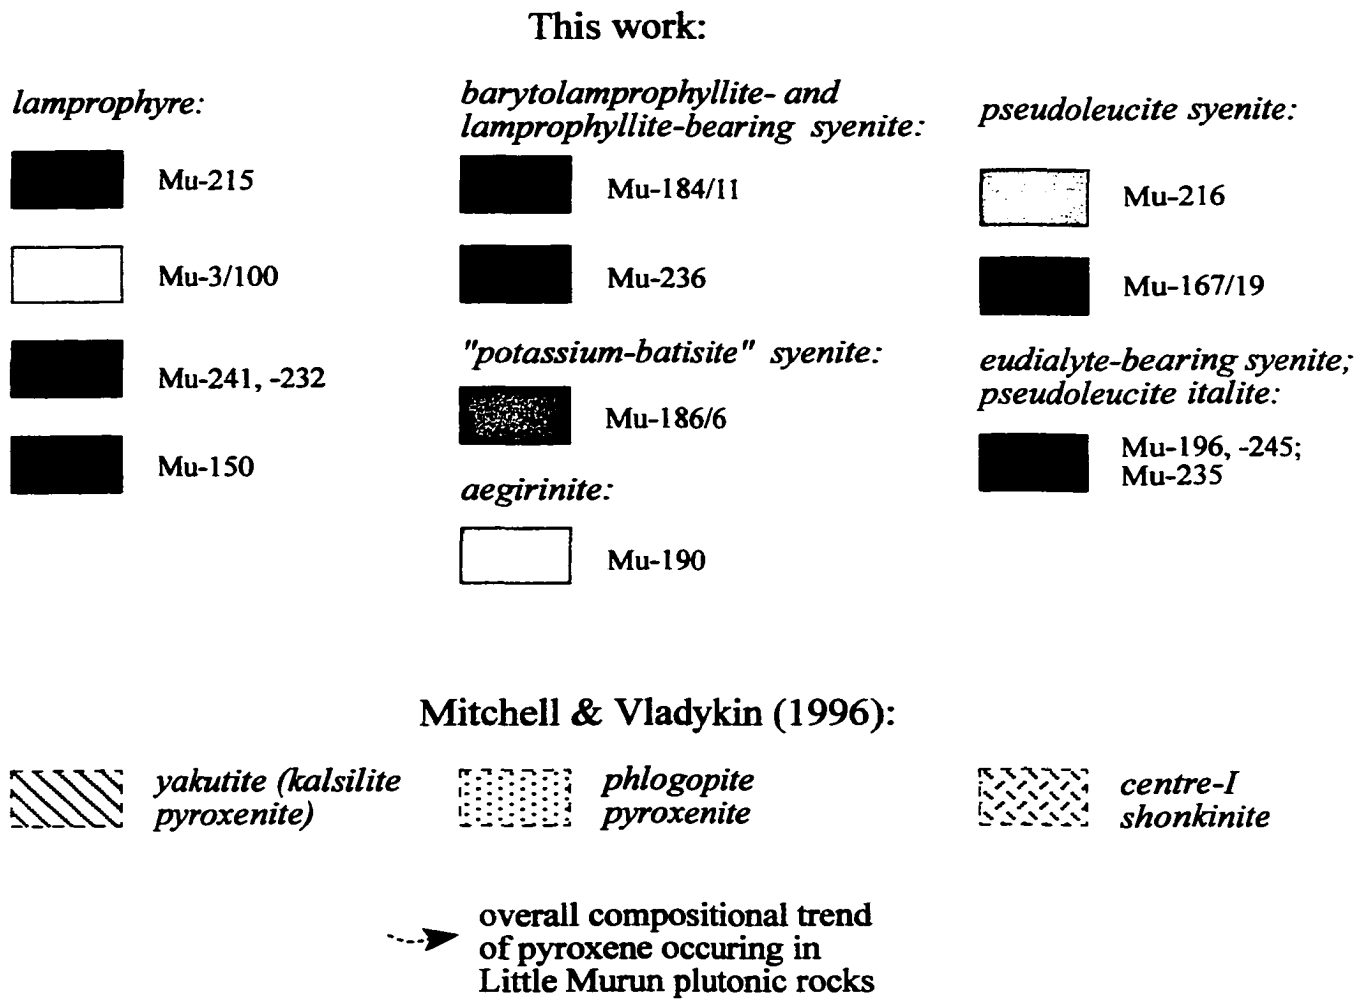 This work:
lamprophyre:
Mu-215
Mu-3/100
Mu-241, -232
Mu-150
barytolamprophyllite- and
lamprophyllite-bearing syenite:
Mu-184/11
Mu-236
"potassium-batisite" syenite:
Mu-186/6
aegirinite:
Mu-190
pseudoleucite syenite:
Mu-216
Mu-167/19
eudialyte-bearing syenite;
pseudoleucite italite:
Mu-196, -245;
Mu-235
Mitchell & Vladykin (1996):
yakutite (kalsilite
pyroxenite)
phlogopite
pyroxenite
centre-I
shonkinite
overall compositional trend
of pyroxene occuring in
Little Murun plutonic rocks